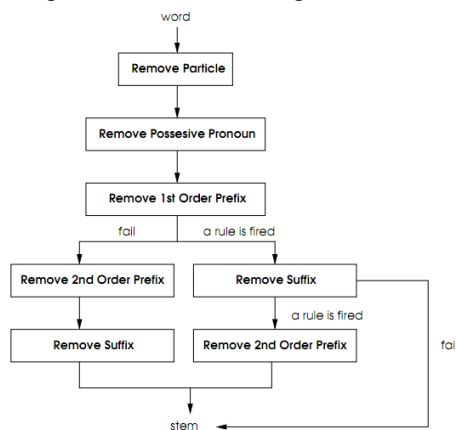 word
Remove Particle
Remove Possesive Pronoun
Remove 1st Order Prefix
fail a rule is fired
Remove 2nd Order Prefix Remove Suffix
a rule is fired
fai
Remove Suffix Remove 2nd Order Prefix
stem